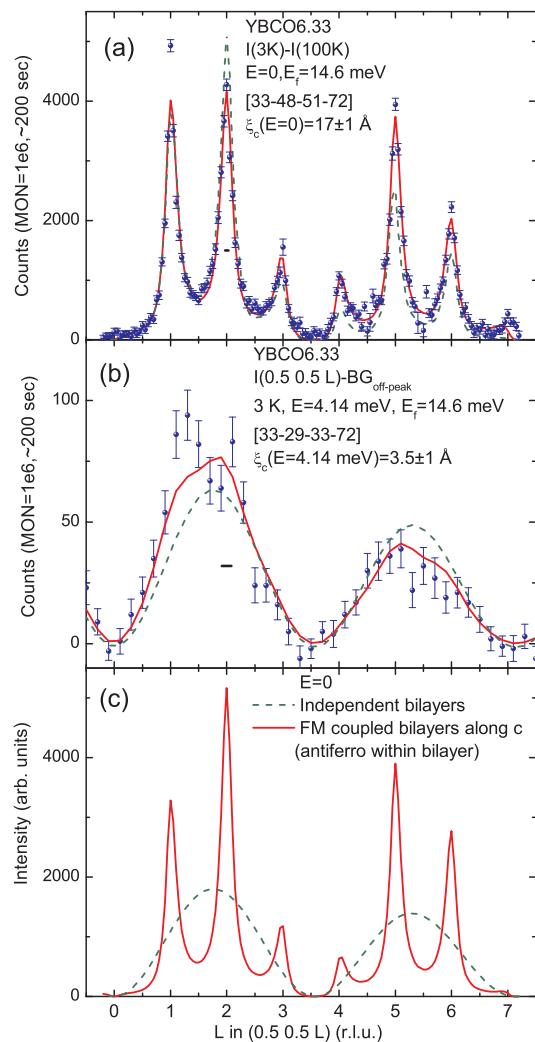 (a)
YBCO6.33
I(3K)-I(100K)
E=0,E_f=14.6 meV
[33-48-51-72]
ξ_c(E=0)=17±1 Å
Counts (MON=1e6,~200 sec)
4000
2000
0
(b)
YBCO6.33
I(0.5 0.5 L)-BG_off-peak
3 K, E=4.14 meV, E_f=14.6 meV
[33-29-33-72]
ξ_c(E=4.14 meV)=3.5±1 Å
Counts (MON=1e6,~200 sec)
100
50
0
(c)
E=0
Independent bilayers
FM coupled bilayers along c
(antiferro within bilayer)
Intensity (arb. units)
4000
2000
0
0 1 2 3 4 5 6 7
L in (0.5 0.5 L) (r.l.u.)